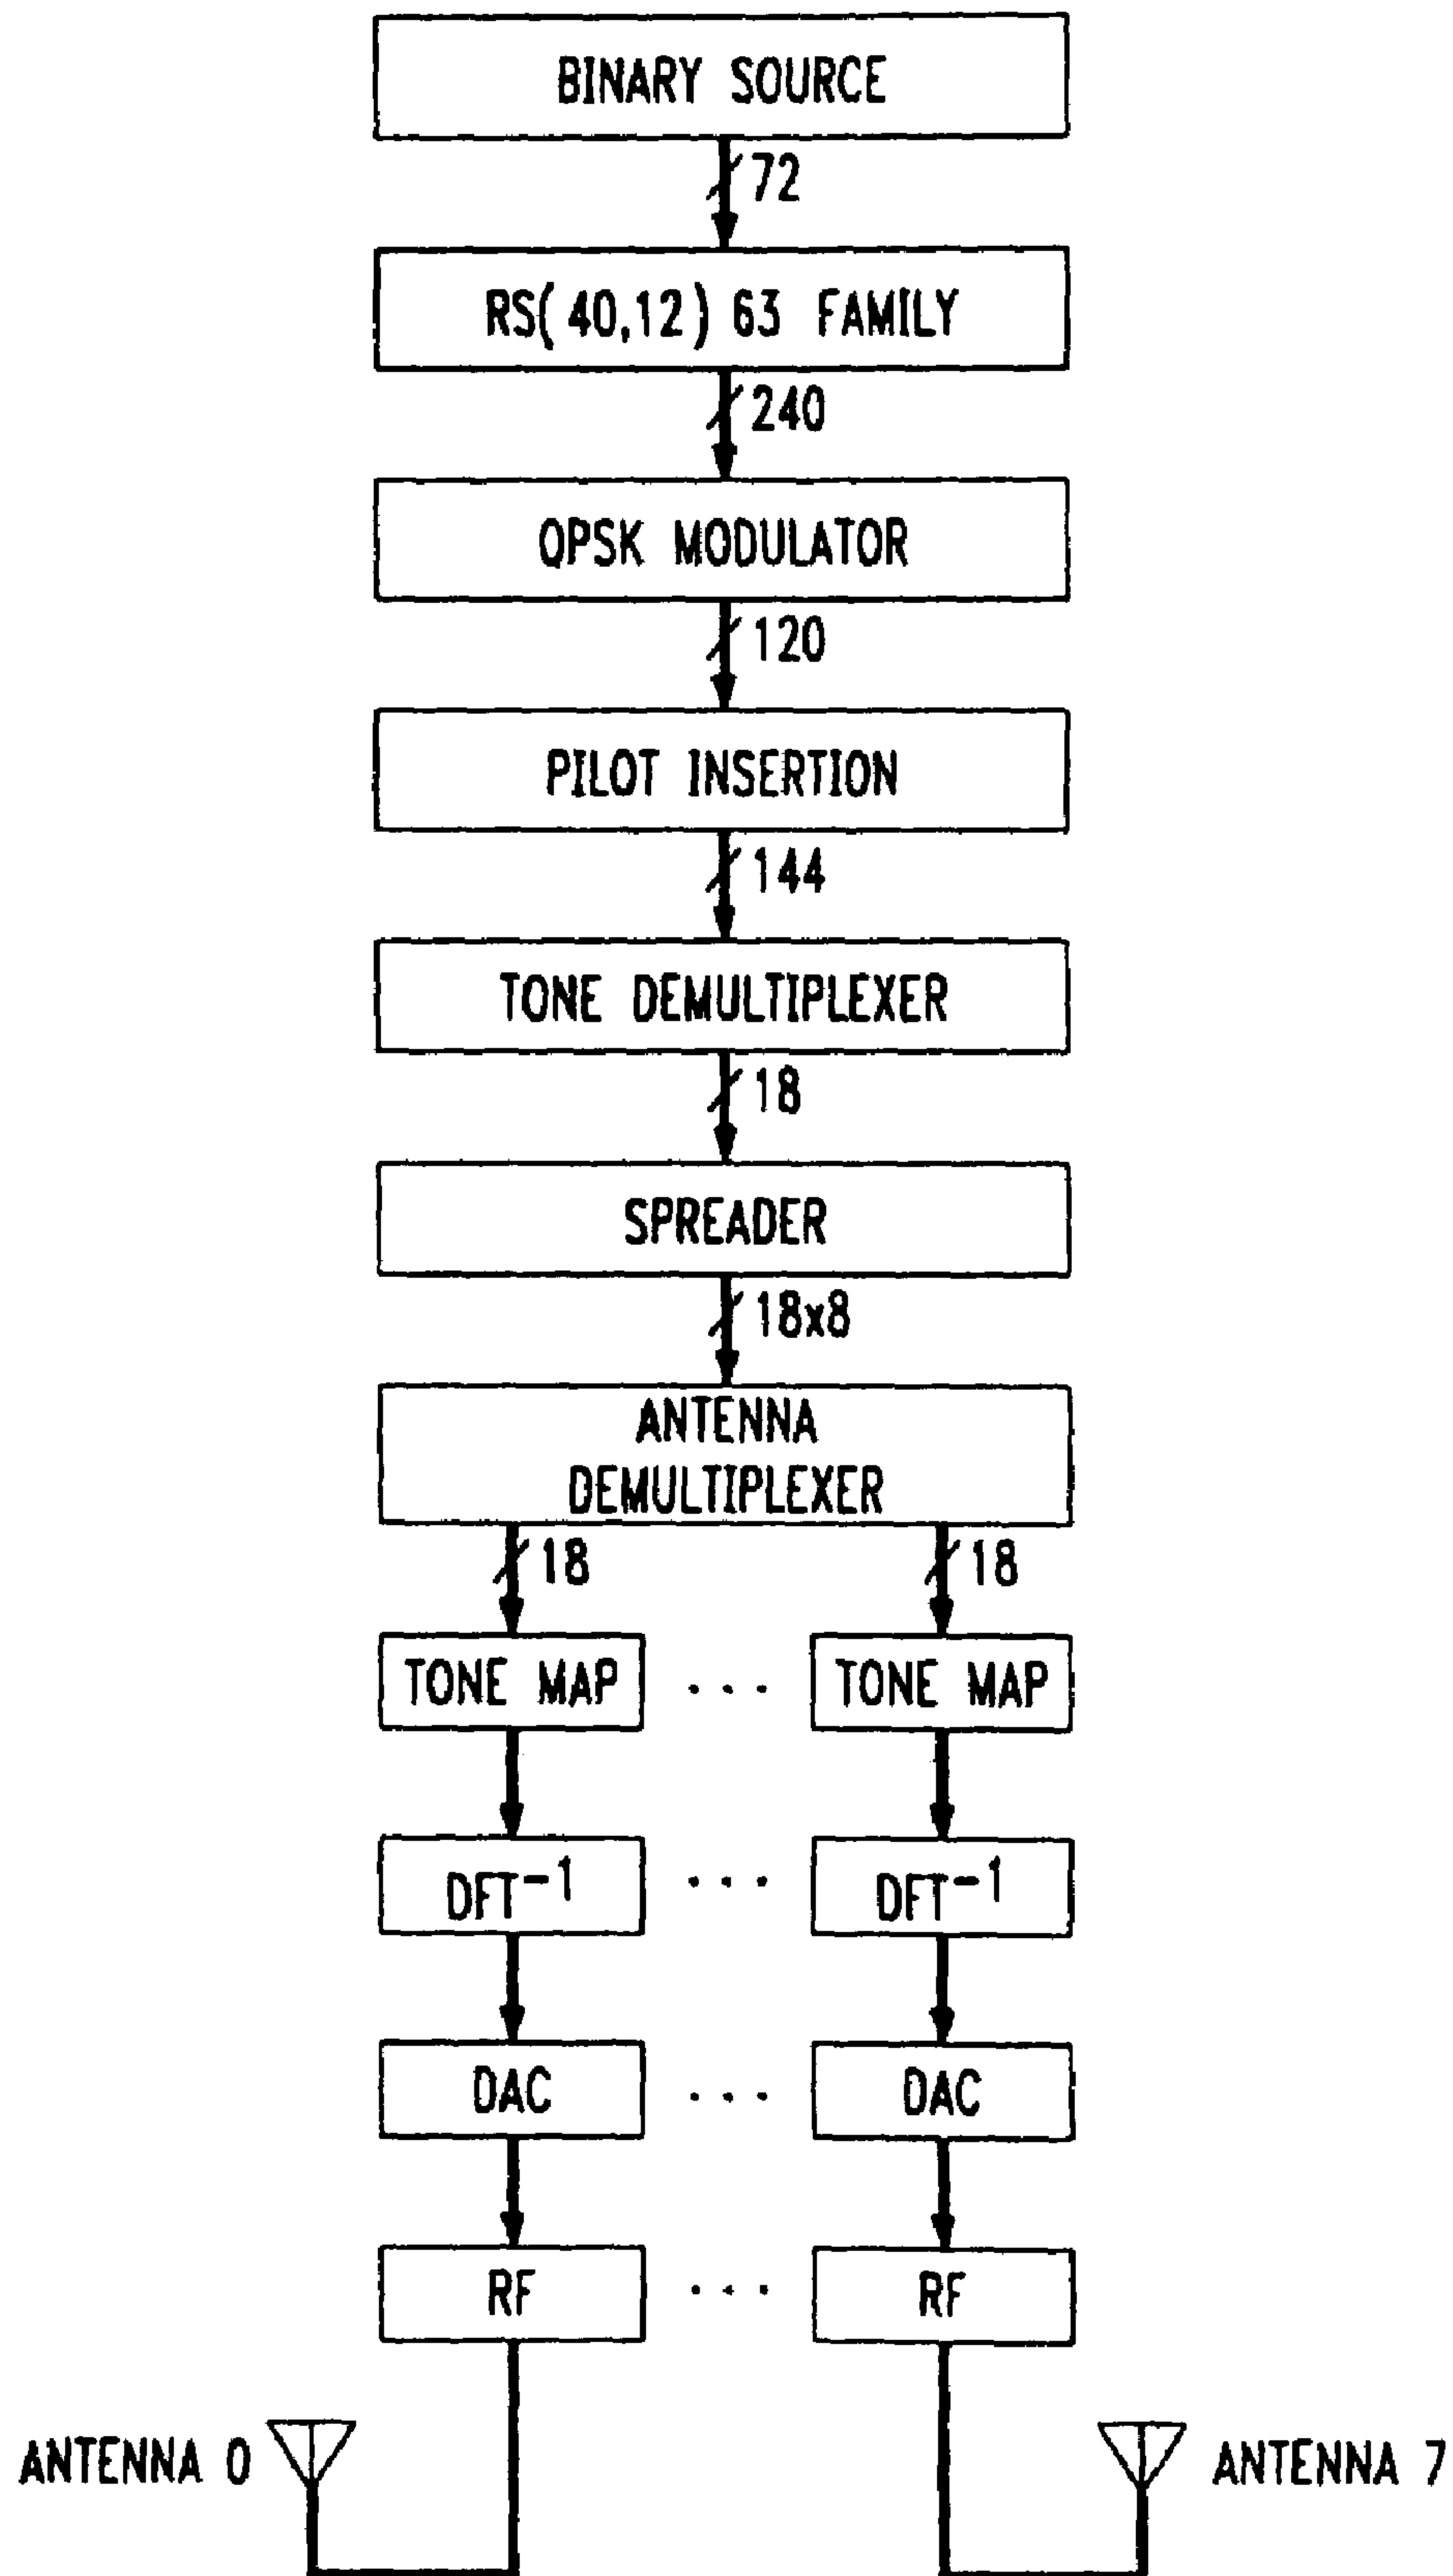 BINARY SOURCE
72
RS(40,12) 63 FAMILY
240
QPSK MODULATOR
120
PILOT INSERTION
144
TONE DEMULTIPLEXER
18
SPREADER
18x8
ANTENNA
DEMULTIPLEXER
18 18
TONE MAP ... TONE MAP
DFT⁻¹ ... DFT⁻¹
DAC ... DAC
RF ... RF
ANTENNA 0 ANTENNA 7